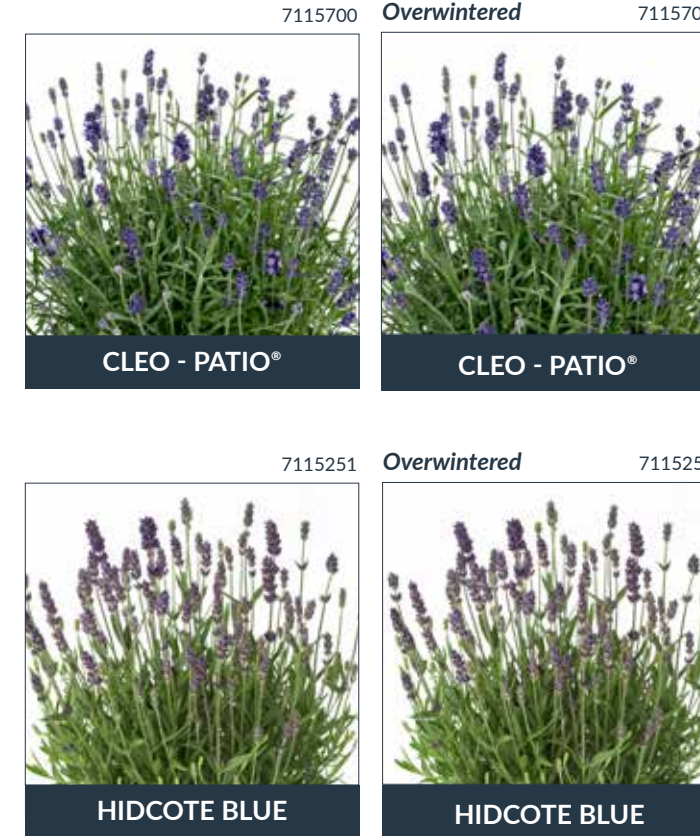 7115700
Overwintered
CLEO - PATIO®
CLEO - PATIO®
7115251
Overwintered
HIDCOTE BLUE
HIDCOTE BLUE